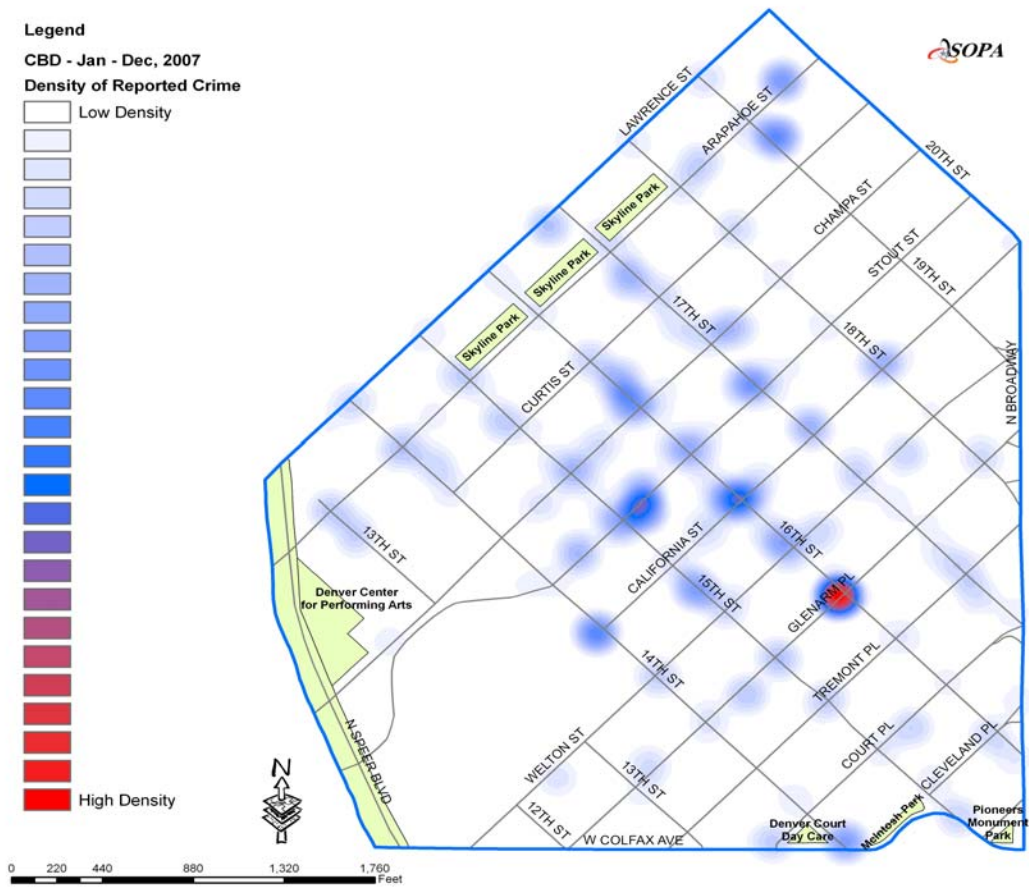 Legend
CBD - Jan - Dec, 2007
Density of Reported Crime
Low Density
High Density
SOPA
LAWRENCE ST
ARAPAHOE ST
20TH ST
Skyline Park
Skyline Park
Skyline Park
CHAMPA ST
STOUT ST
19TH ST
17TH ST
18TH ST
N BROADWAY
CURTIS ST
13TH ST
CALIFORNIA ST
16TH ST
15TH ST
GLENARM PL
Denver Center
for Performing Arts
14TH ST
TREMONT PL
N SPEER BLVD
WELTON ST
COURT PL
CLEVELAND PL
13TH ST
12TH ST
W COLFAX AVE
Denver Court
Day Care
McIntosh Park
Pioneers
Monument
Park
N
0 220 440 880 1,320 1,760
Feet